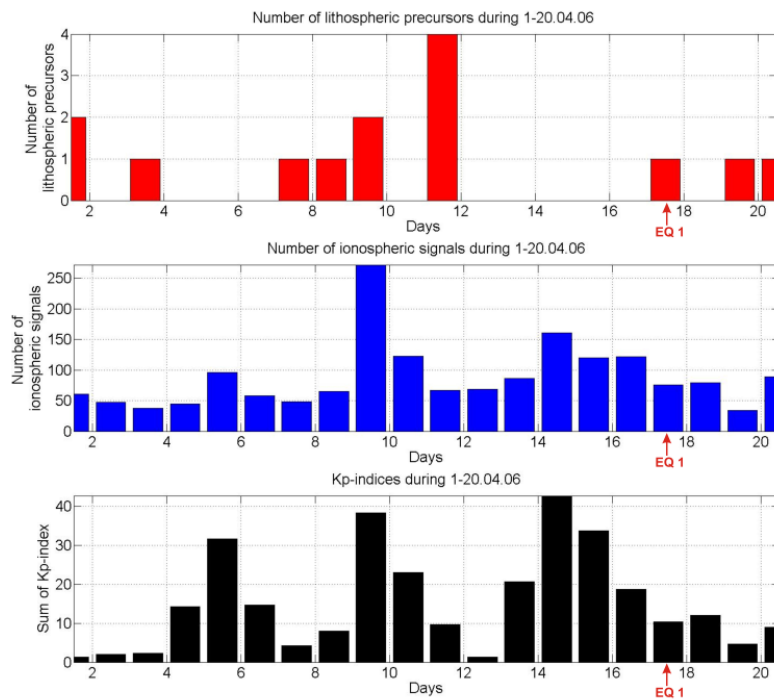 Number of lithospheric precursors during 1-20.04.06
4
3
2
1
0
Number of
lithospheric precursors
2 4 6 8 10 12 14 16 18 20
Days
EQ 1
Number of ionospheric signals during 1-20.04.06
250
200
150
100
50
0
Number of
ionospheric signals
2 4 6 8 10 12 14 16 18 20
Days
EQ 1
Kp-indices during 1-20.04.06
40
30
20
10
0
Sum of Kp-index
2 4 6 8 10 12 14 16 18 20
Days
EQ 1